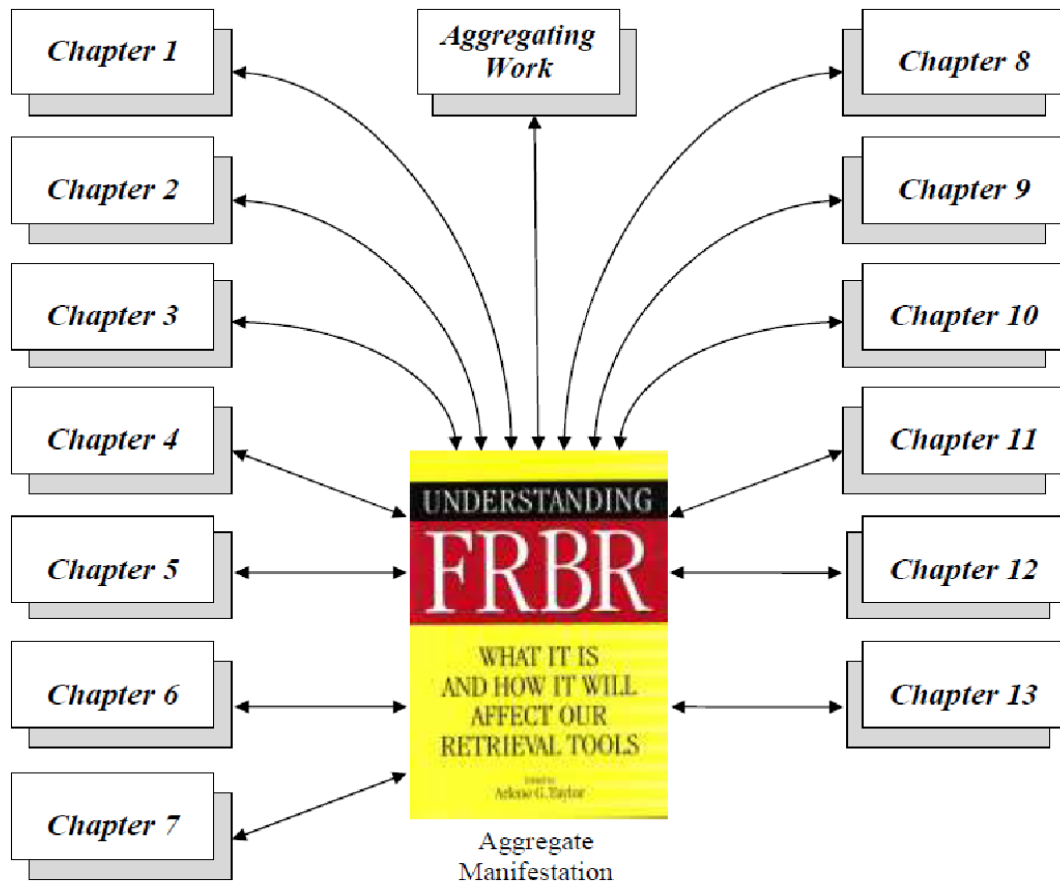 Chapter 1
Aggregating
Work
Chapter 8
Chapter 2
Chapter 9
Chapter 3
Chapter 10
Chapter 4
Chapter 11
UNDERSTANDING
FRBR
Chapter 5
Chapter 12
WHAT IT IS
AND HOW IT WILL
AFFECT OUR
RETRIEVAL TOOLS
Chapter 6
Chapter 13
Edited by
Arlene G. Taylor
Chapter 7
Aggregate
Manifestation